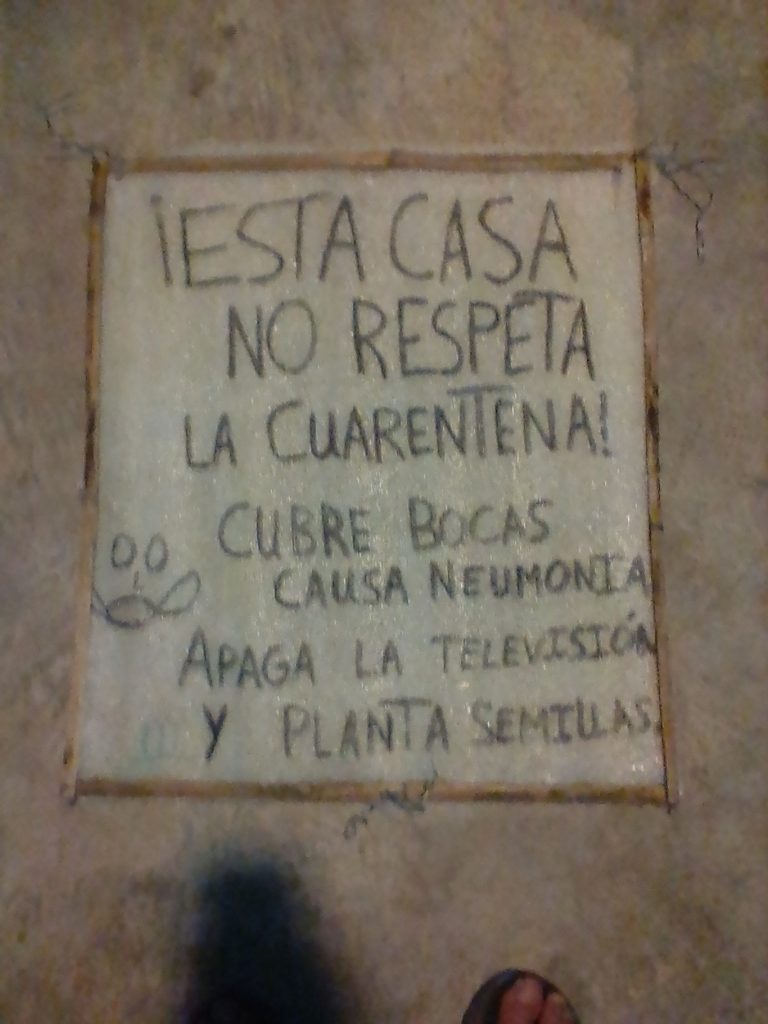 ¡ESTA CASA
NO RESPETA
LA CUARENTENA!
CUBRE BOCAS
CAUSA NEUMONIA
APAGA LA TELEVISIÓN
Y PLANTA SEMILLAS